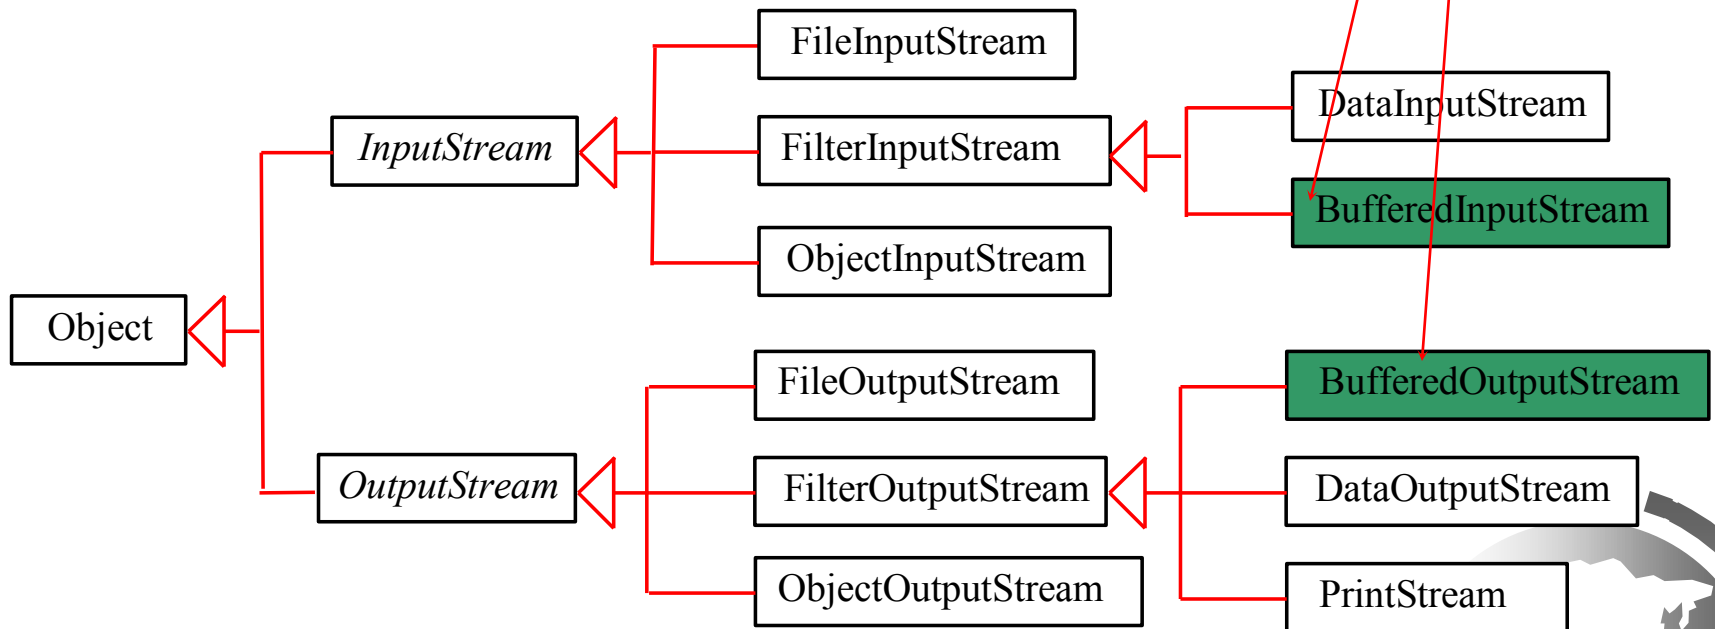 FileInputStream
DataInputStream
InputStream
FilterInputStream
BufferedInputStream
ObjectInputStream
Object
FileOutputStream
BufferedOutputStream
OutputStream
FilterOutputStream
DataOutputStream
ObjectOutputStream
PrintStream